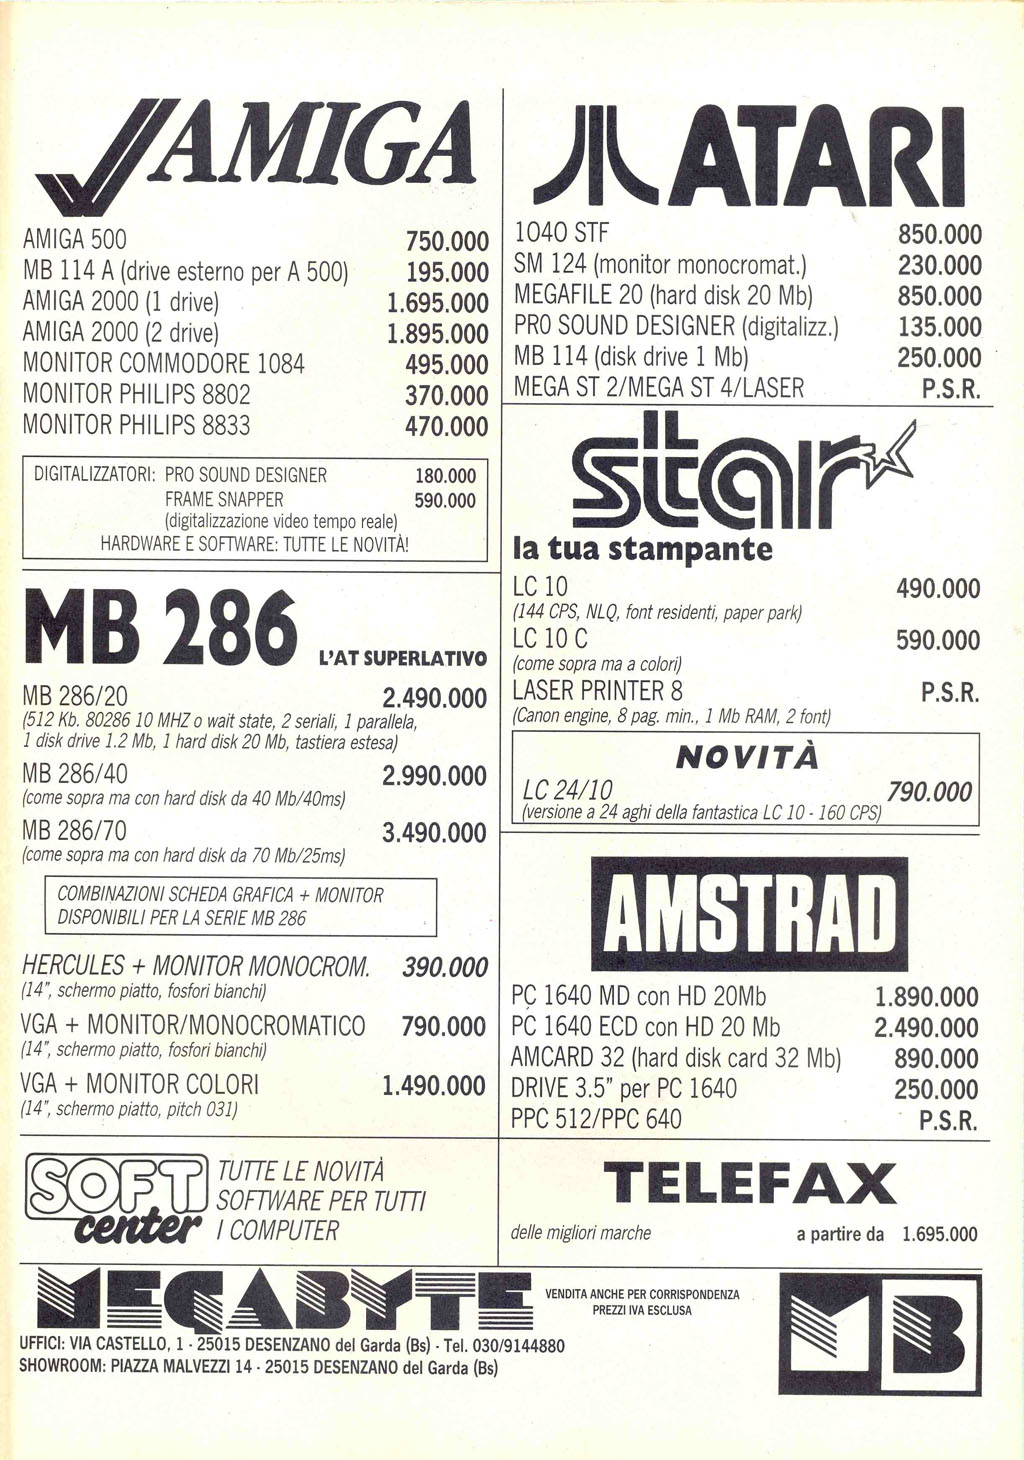 AMIGA
AMIGA 500 750.000
MB 114 A (drive esterno per A 500) 195.000
AMIGA 2000 (1 drive) 1.695.000
AMIGA 2000 (2 drive) 1.895.000
MONITOR COMMODORE 1084 495.000
MONITOR PHILIPS 8802 370.000
MONITOR PHILIPS 8833 470.000
DIGITALIZZATORI: PRO SOUND DESIGNER 180.000
FRAME SNAPPER 590.000
(digitalizzazione video tempo reale)
HARDWARE E SOFTWARE: TUTTE LE NOVITÀ!
MB 286 L'AT SUPERLATIVO
MB 286/20 2.490.000
(512 Kb. 80286 10 MHZ o wait state, 2 seriali, 1 parallela,
1 disk drive 1.2 Mb, 1 hard disk 20 Mb, tastiera estesa)
MB 286/40 2.990.000
(come sopra ma con hard disk da 40 Mb/40ms)
MB 286/70 3.490.000
(come sopra ma con hard disk da 70 Mb/25ms)
COMBINAZIONI SCHEDA GRAFICA + MONITOR
DISPONIBILI PER LA SERIE MB 286
HERCULES + MONITOR MONOCROM. 390.000
(14", schermo piatto, fosfori bianchi)
VGA + MONITOR/MONOCROMATICO 790.000
(14", schermo piatto, fosfori bianchi)
VGA + MONITOR COLORI 1.490.000
(14", schermo piatto, pitch 031)
SOFT
center
TUTTE LE NOVITÀ
SOFTWARE PER TUTTI
I COMPUTER
ATARI
1040 STF 850.000
SM 124 (monitor monocromat.) 230.000
MEGAFILE 20 (hard disk 20 Mb) 850.000
PRO SOUND DESIGNER (digitalizz.) 135.000
MB 114 (disk drive 1 Mb) 250.000
MEGA ST 2/MEGA ST 4/LASER P.S.R.
star
la tua stampante
LC 10 490.000
(144 CPS, NLQ, font residenti, paper park)
LC 10 C 590.000
(come sopra ma a colori)
LASER PRINTER 8 P.S.R.
(Canon engine, 8 pag. min., 1 Mb RAM, 2 font)
NOVITÀ
LC 24/10 790.000
(versione a 24 aghi della fantastica LC 10 - 160 CPS)
AMSTRAD
PC 1640 MD con HD 20Mb 1.890.000
PC 1640 ECD con HD 20 Mb 2.490.000
AMCARD 32 (hard disk card 32 Mb) 890.000
DRIVE 3.5" per PC 1640 250.000
PPC 512/PPC 640 P.S.R.
TELEFAX
delle migliori marche a partire da 1.695.000
MEGABYTE
VENDITA ANCHE PER CORRISPONDENZA
PREZZI IVA ESCLUSA
UFFICI: VIA CASTELLO, 1 - 25015 DESENZANO del Garda (Bs) - Tel. 030/9144880
SHOWROOM: PIAZZA MALVEZZI 14 - 25015 DESENZANO del Garda (Bs)
MB